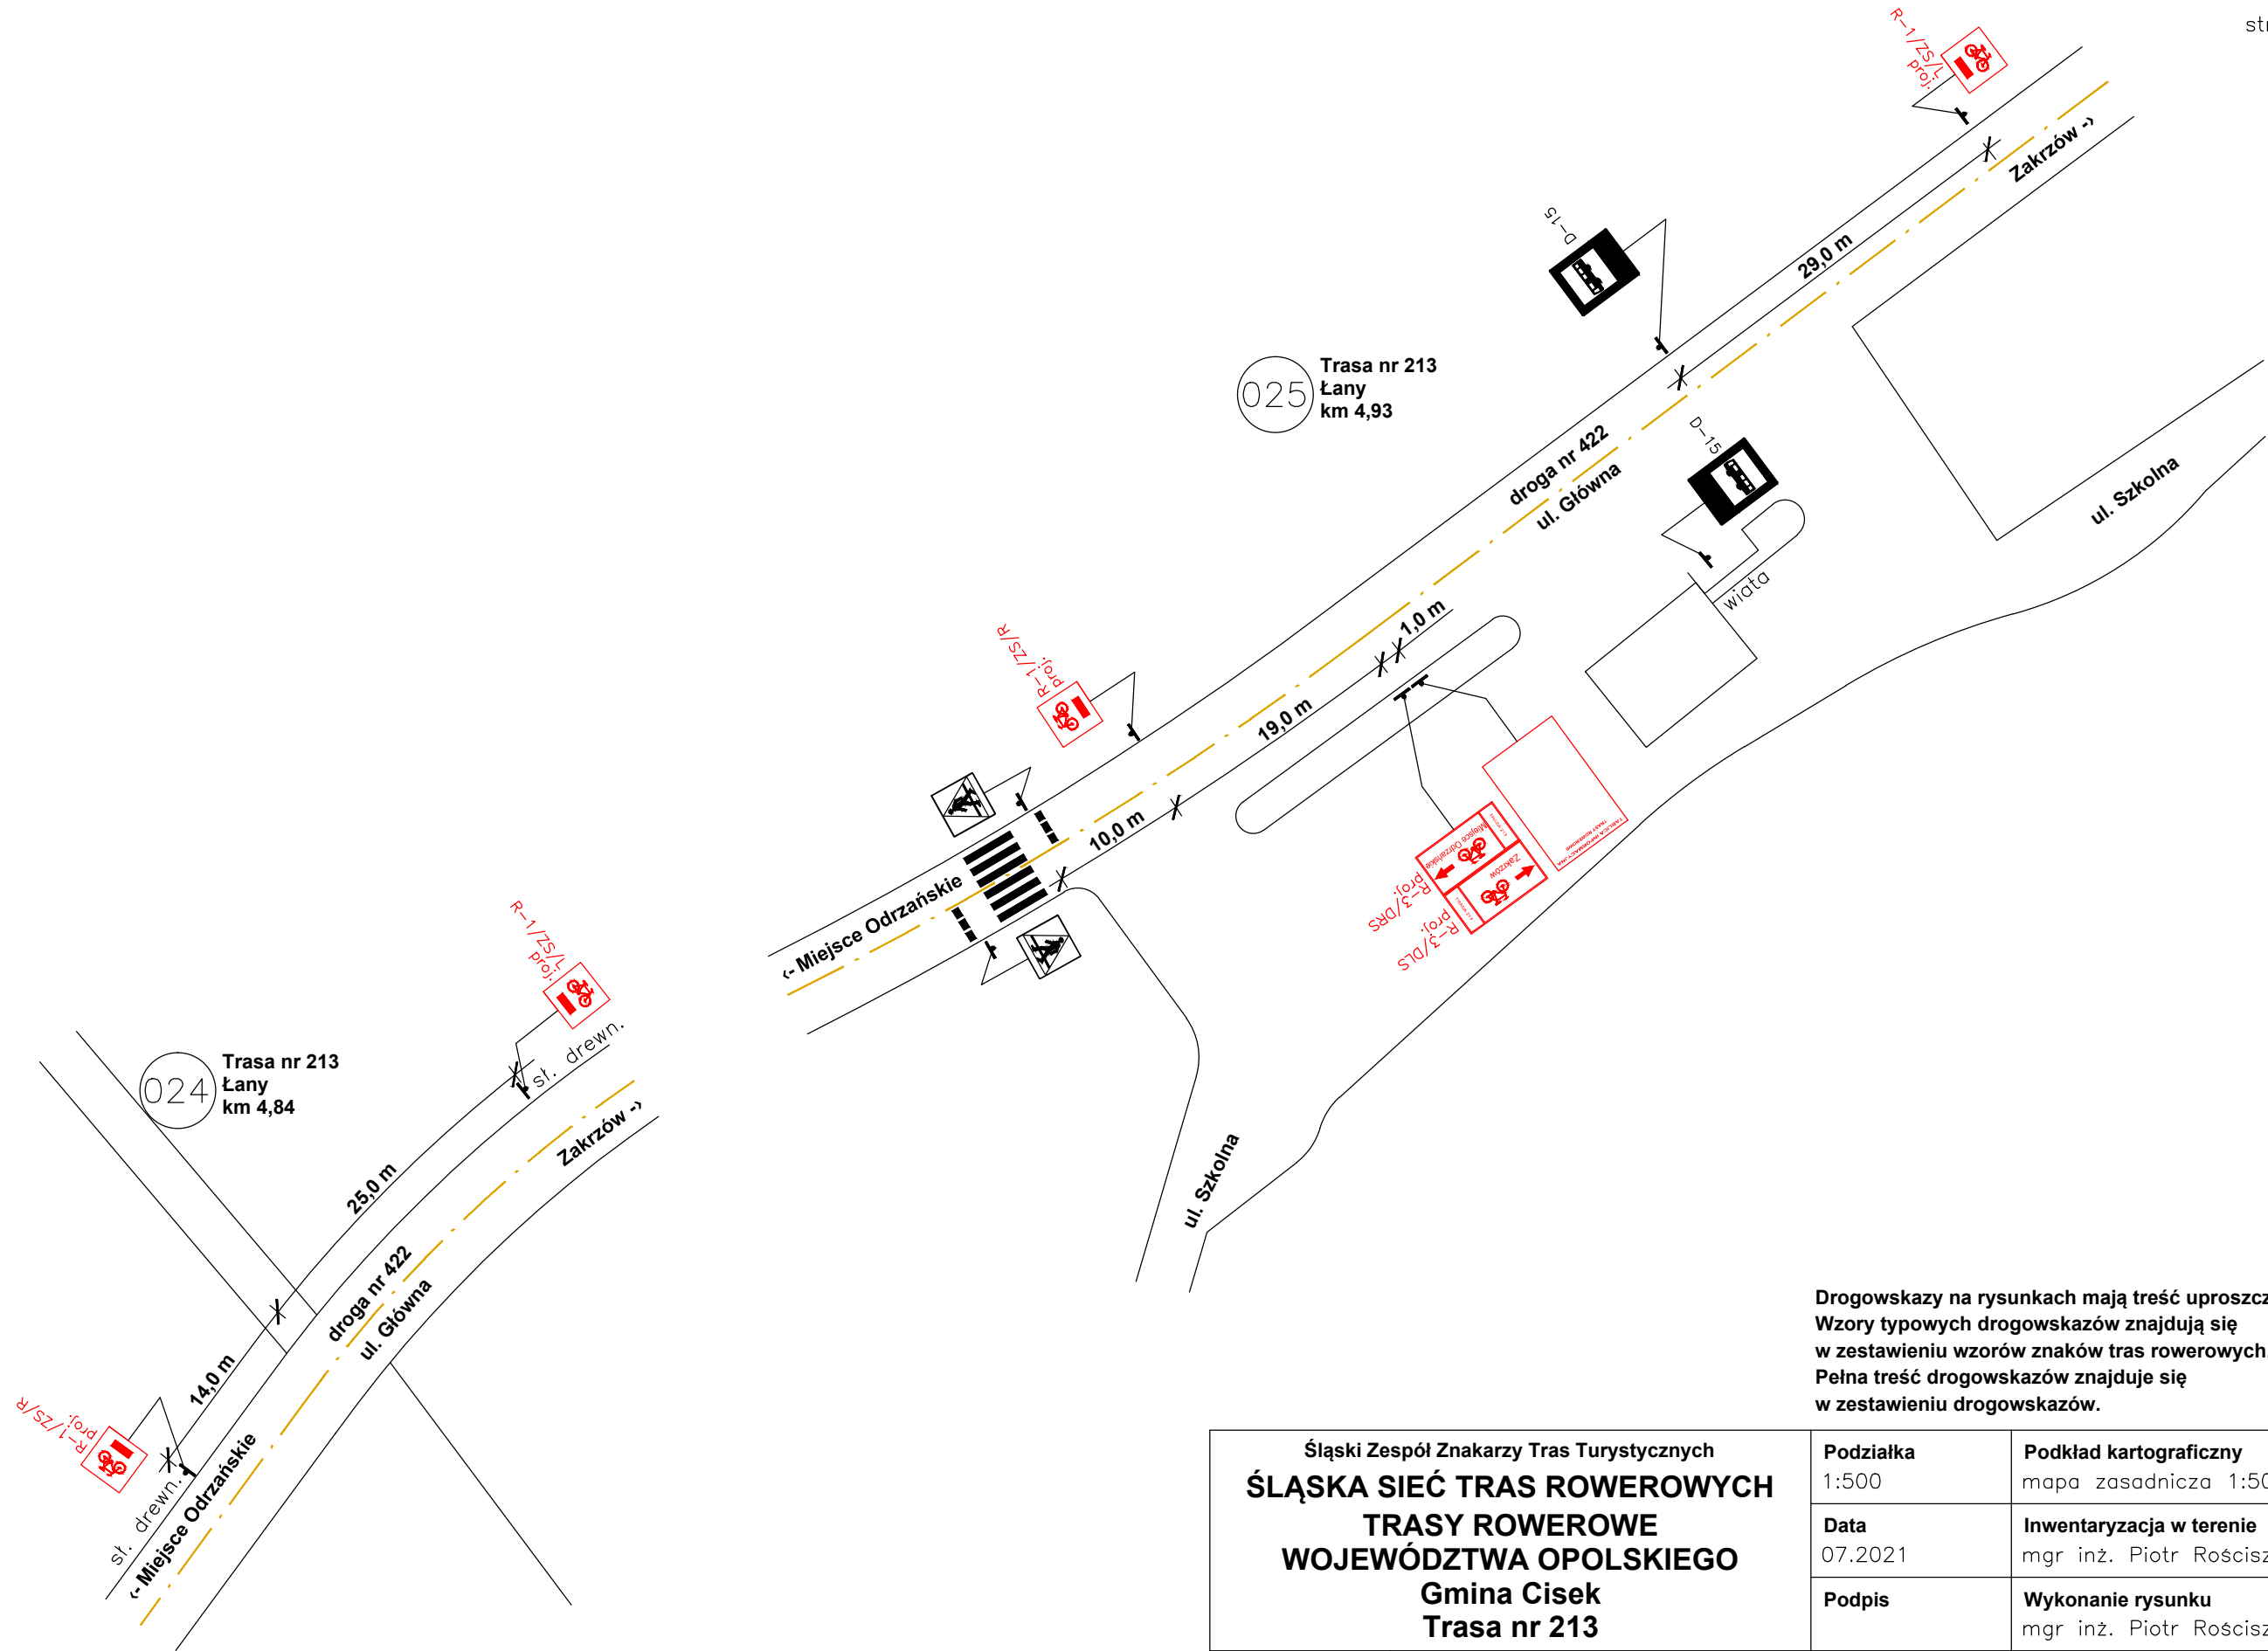 R-1/ZS/L
proj.
D-15
Zakrzów ->
29,0 m
025
Trasa nr 213
Łany
km 4,93
droga nr 422
ul. Główna
D-15
ul. Szkolna
wiata
1,0 m
R-1/ZS/R
proj.
19,0 m
10,0 m
TABLICA INFORMACYJNA
TRASY ROWEROWE
Miejsce Odrzańskie
Zakrzów
R-3/DRS
proj.
R-3/DLS
proj.
<- Miejsce Odrzańskie
R-1/ZS/L
proj.
sł. drewn.
024
Trasa nr 213
Łany
km 4,84
Zakrzów ->
25,0 m
ul. Szkolna
droga nr 422
ul. Główna
14,0 m
R-1/ZS/R
proj.
sł. drewn.
<- Miejsce Odrzańskie
Drogowskazy na rysunkach mają treść uproszcz
Wzory typowych drogowskazów znajdują się
w zestawieniu wzorów znaków tras rowerowych
Pełna treść drogowskazów znajduje się
w zestawieniu drogowskazów.
Śląski Zespół Znakarzy Tras Turystycznych
ŚLĄSKA SIEĆ TRAS ROWEROWYCH
TRASY ROWEROWE
WOJEWÓDZTWA OPOLSKIEGO
Gmina Cisek
Trasa nr 213
Podziałka
1:500
Podkład kartograficzny
mapa zasadnicza 1:50
Data
07.2021
Inwentaryzacja w terenie
mgr inż. Piotr Rościsz
Podpis
Wykonanie rysunku
mgr inż. Piotr Rościsz